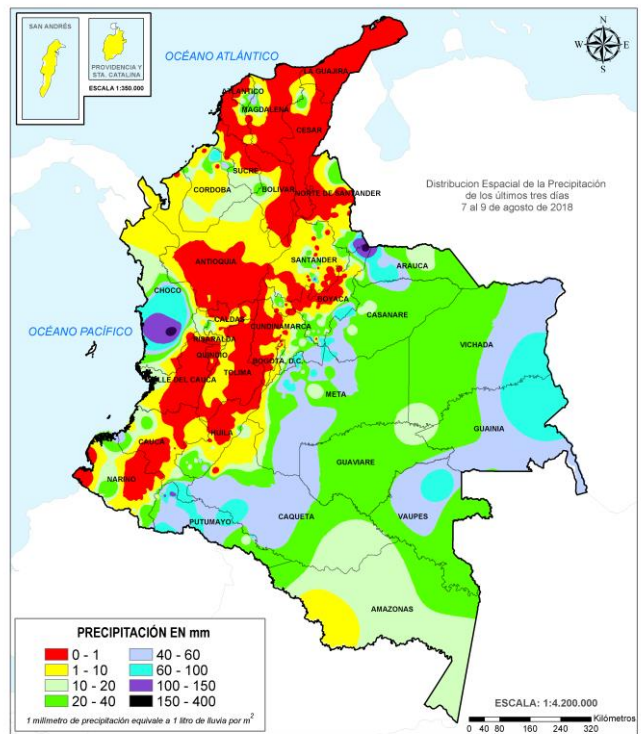 SAN ANDRÉS
PROVIDENCIA Y
STA. CATALINA
ESCALA 1:350.000
N
W E
S
OCÉANO ATLÁNTICO
LA GUAJIRA
ATLANTICO
MAGDALENA
CESAR
SUCRE
CORDOBA
BOLIVAR
NORTE DE SANTANDER
Distribucion Espacial de la Precipitación
de los últimos tres días
7 al 9 de agosto de 2018
ANTIOQUIA
SANTANDER
ARAUCA
CHOCO
BOYACA
CASANARE
OCÉANO PACÍFICO
CALDAS
CUNDINAMARCA
RISARALDA
VICHADA
QUINDIO
BOGOTA, D.C.
TOLIMA
VALLE DEL CAUCA
META
GUAINIA
CAUCA
HUILA
GUAVIARE
NARIÑO
PUTUMAYO
CAQUETA
VAUPES
AMAZONAS
PRECIPITACIÓN EN mm
0 - 1 40 - 60
1 - 10 60 - 100
10 - 20 100 - 150
20 - 40 150 - 400
1 milimetro de precipitación equivale a 1 litro de lluvia por m²
ESCALA: 1:4.200.000
Kilómetros
0 40 80 160 240 320